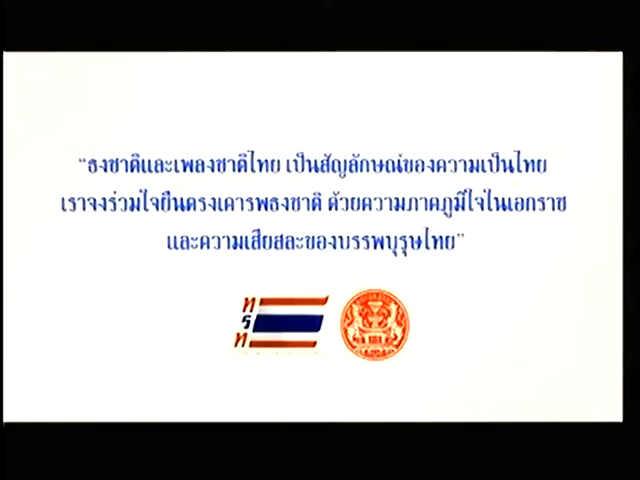 “ธงชาติและเพลงชาติไทย เป็นสัญลักษณ์ของความเป็นไทย
เราจงร่วมใจยืนตรงเคารพธงชาติ ด้วยความภาคภูมิใจในเอกราช
และความเสียสละของบรรพบุรุษไทย”
ท
ร
ท